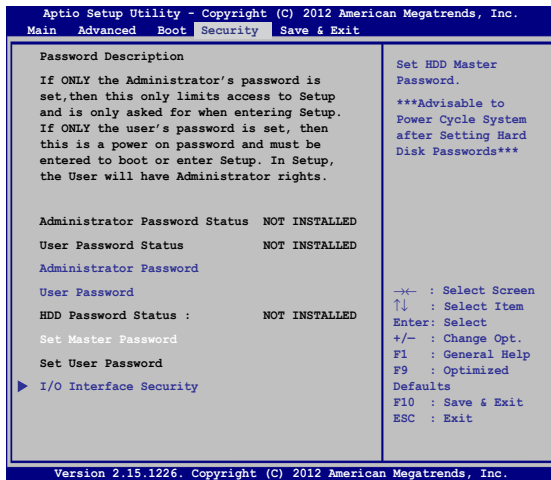 Aptio Setup Utility - Copyright (C) 2012 American Megatrends, Inc.
Main Advanced Boot Security Save & Exit
Password Description
If ONLY the Administrator's password is
set,then this only limits access to Setup
and is only asked for when entering Setup.
If ONLY the user's password is set, then
this is a power on password and must be
entered to boot or enter Setup. In Setup,
the User will have Administrator rights.
Administrator Password Status NOT INSTALLED
User Password Status NOT INSTALLED
Administrator Password
User Password
HDD Password Status : NOT INSTALLED
Set Master Password
Set User Password
I/O Interface Security
Set HDD Master
Password.
***Advisable to
Power Cycle System
after Setting Hard
Disk Passwords***
→← : Select Screen
↑↓ : Select Item
Enter: Select
+/— : Change Opt.
F1 : General Help
F9 : Optimized
Defaults
F10 : Save & Exit
ESC : Exit
Version 2.15.1226. Copyright (C) 2012 American Megatrends, Inc.